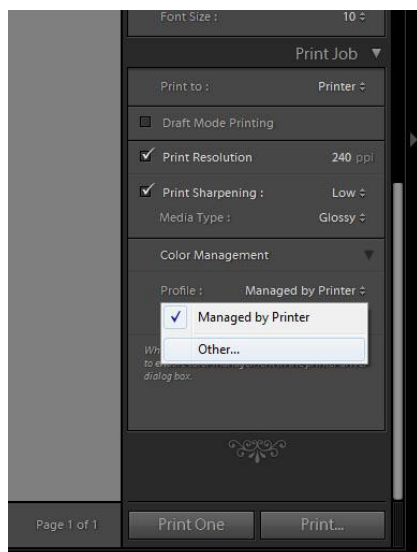 Font Size : 10
Print Job
Print to : Printer
Draft Mode Printing
Print Resolution 240 ppi
Print Sharpening : Low
Media Type : Glossy
Color Management
Profile : Managed by Printer
Managed by Printer
Other...
Wh
to
dialog box.
Page 1 of 1
Print One
Print...